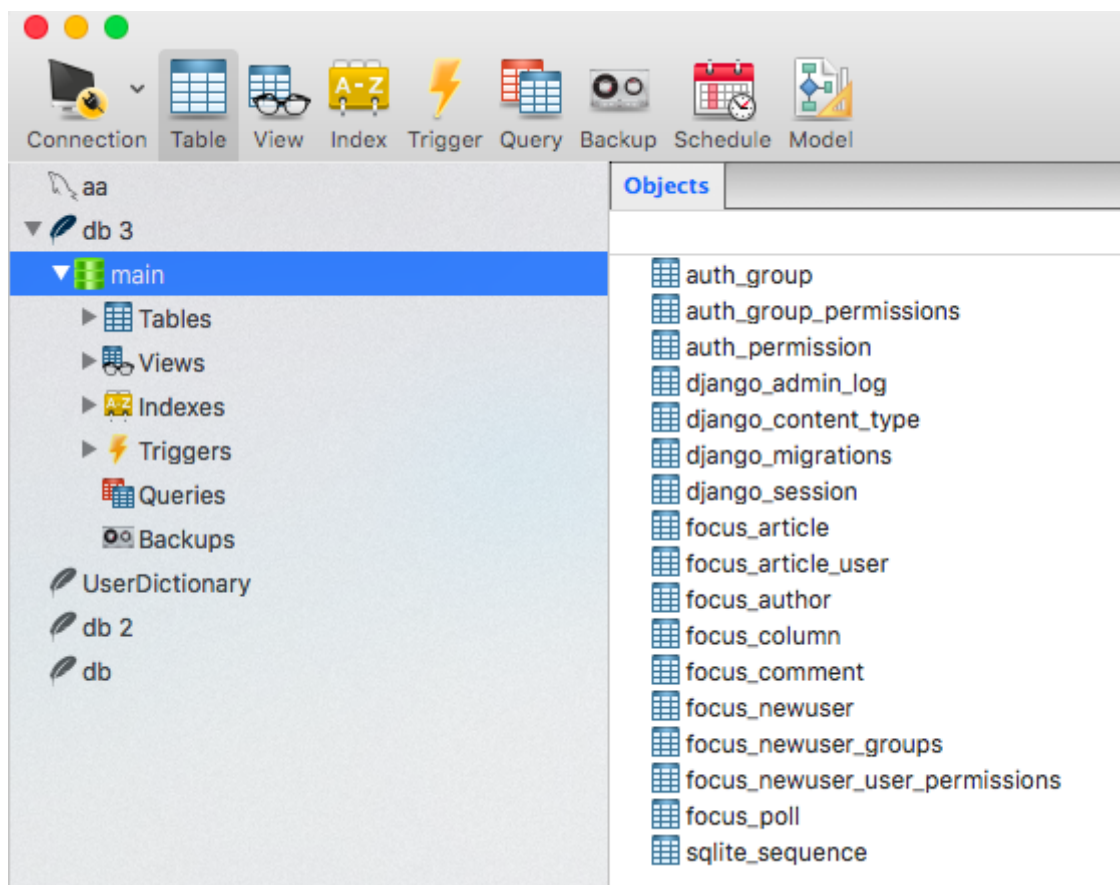 Connection Table View Index Trigger Query Backup Schedule Model
aa
db 3
main
Tables
Views
Indexes
Triggers
Queries
Backups
UserDictionary
db 2
db
Objects
auth_group
auth_group_permissions
auth_permission
django_admin_log
django_content_type
django_migrations
django_session
focus_article
focus_article_user
focus_author
focus_column
focus_comment
focus_newuser
focus_newuser_groups
focus_newuser_user_permissions
focus_poll
sqlite_sequence